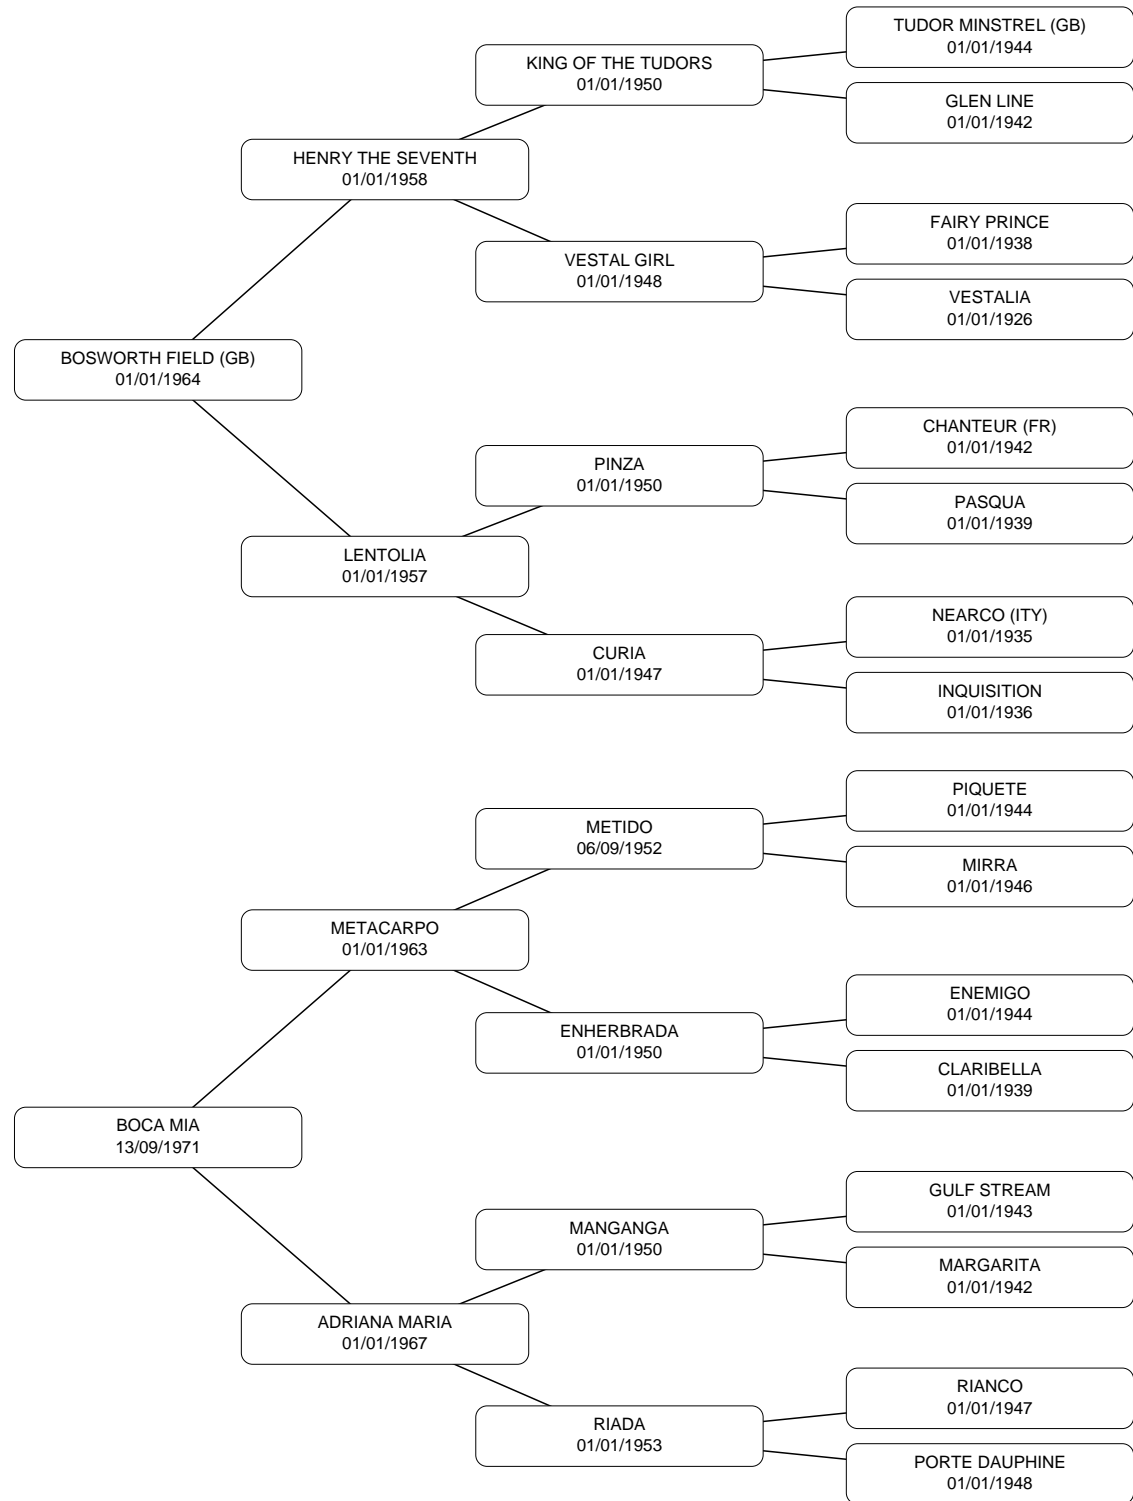 TUDOR MINSTREL (GB)
01/01/1944
KING OF THE TUDORS
01/01/1950
GLEN LINE
01/01/1942
HENRY THE SEVENTH
01/01/1958
FAIRY PRINCE
01/01/1938
VESTAL GIRL
01/01/1948
VESTALIA
01/01/1926
BOSWORTH FIELD (GB)
01/01/1964
CHANTEUR (FR)
01/01/1942
PINZA
01/01/1950
PASQUA
01/01/1939
LENTOLIA
01/01/1957
NEARCO (ITY)
01/01/1935
CURIA
01/01/1947
INQUISITION
01/01/1936
PIQUETE
01/01/1944
METIDO
06/09/1952
MIRRA
01/01/1946
METACARPO
01/01/1963
ENEMIGO
01/01/1944
ENHERBRADA
01/01/1950
CLARIBELLA
01/01/1939
BOCA MIA
13/09/1971
GULF STREAM
01/01/1943
MANGANGA
01/01/1950
MARGARITA
01/01/1942
ADRIANA MARIA
01/01/1967
RIANCO
01/01/1947
RIADA
01/01/1953
PORTE DAUPHINE
01/01/1948